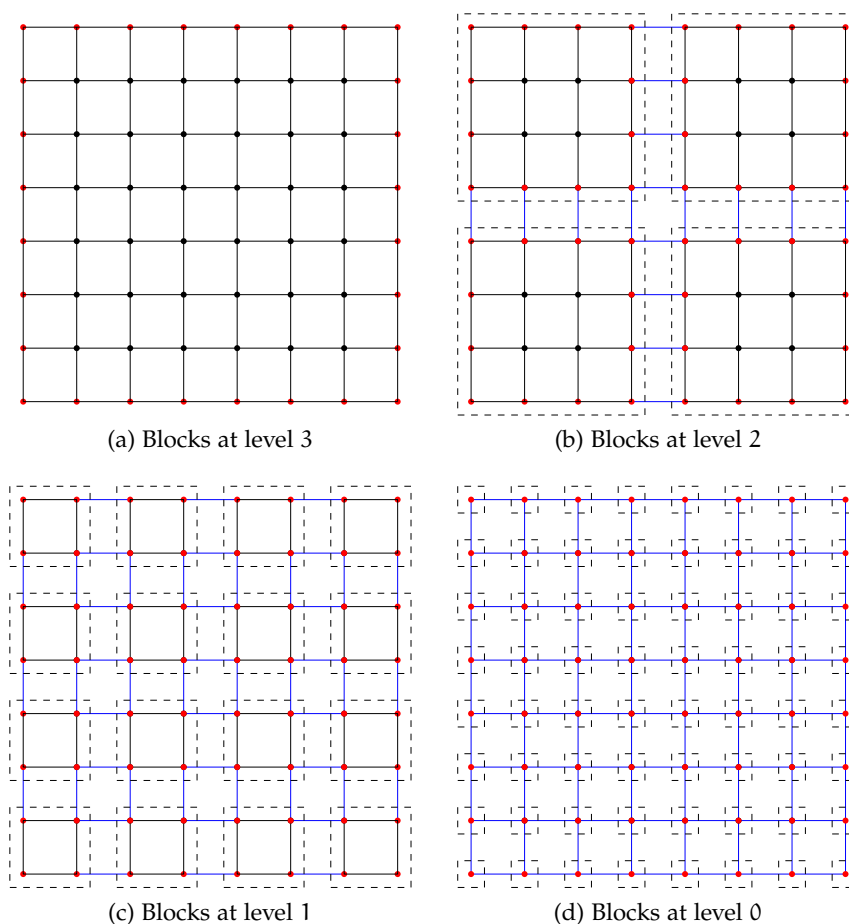 (a) Blocks at level 3
(b) Blocks at level 2
(c) Blocks at level 1
(d) Blocks at level 0